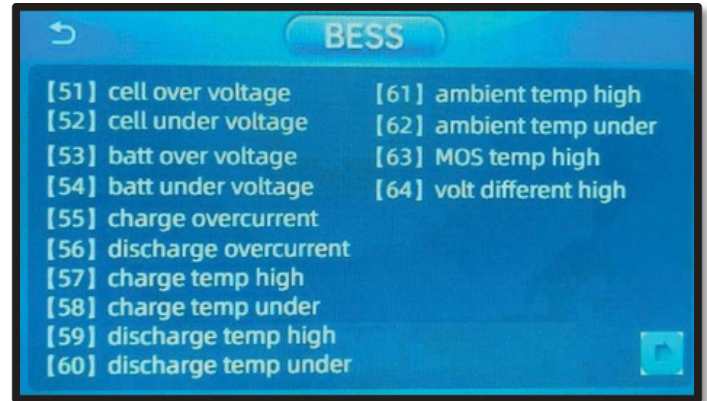 BESS
【51】 cell over voltage
【52】 cell under voltage
【53】 batt over voltage
【54】 batt under voltage
【55】 charge overcurrent
【56】 discharge overcurrent
【57】 charge temp high
【58】 charge temp under
【59】 discharge temp high
【60】 discharge temp under
【61】 ambient temp high
【62】 ambient temp under
【63】 MOS temp high
【64】 volt different high